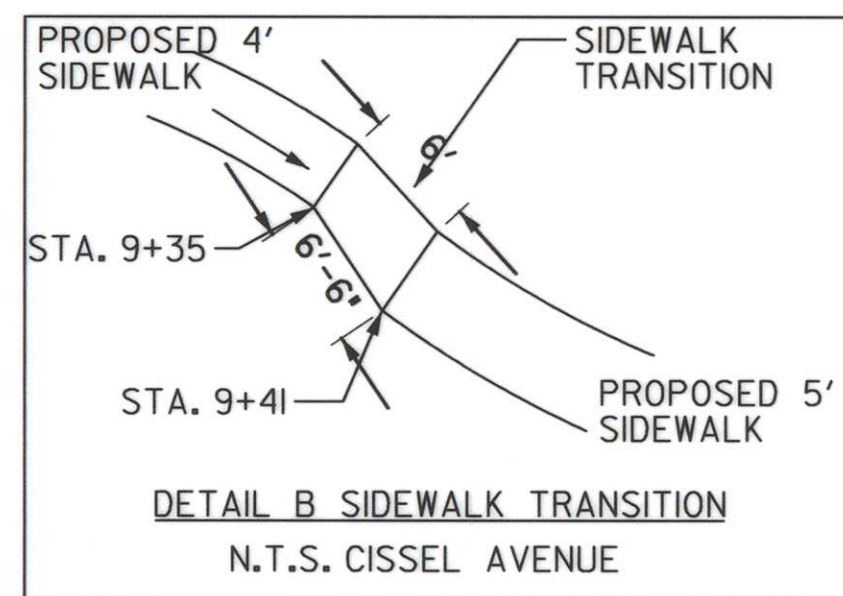 PROPOSED 4'
SIDEWALK
SIDEWALK
TRANSITION
6'
STA. 9+35
6'-6"
STA. 9+41
PROPOSED 5'
SIDEWALK
DETAIL B SIDEWALK TRANSITION
N.T.S. CISSEL AVENUE